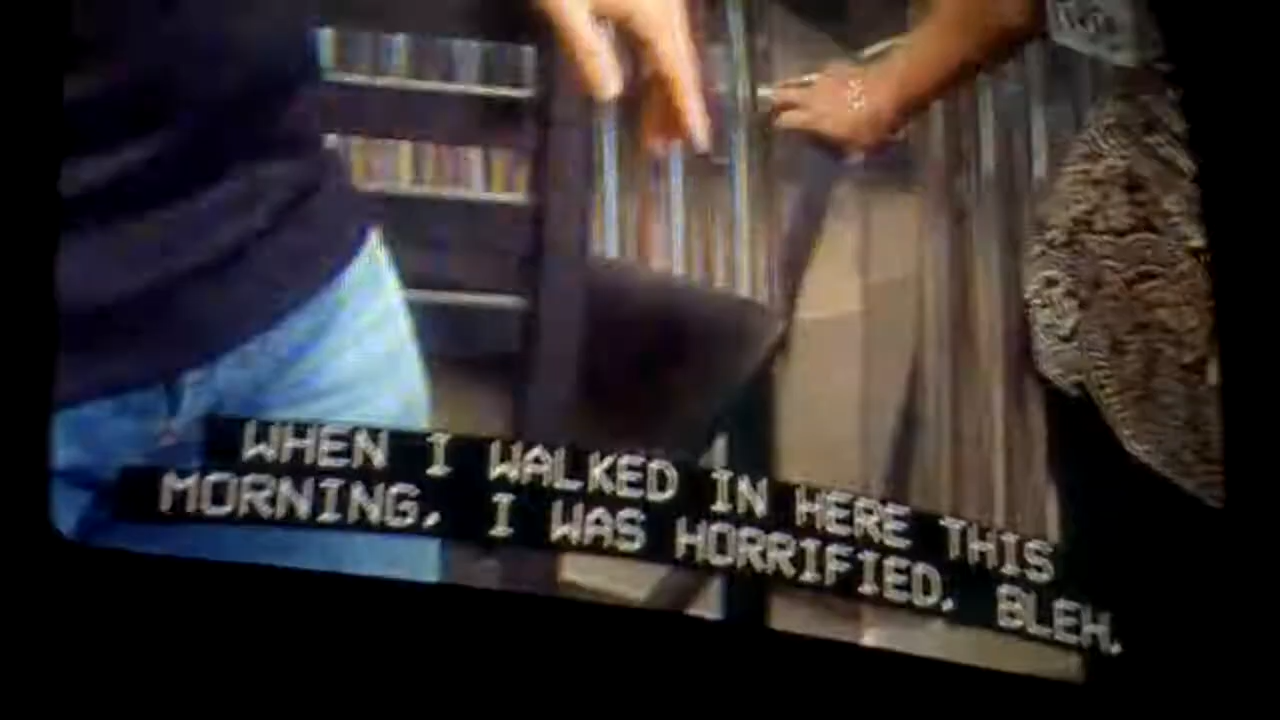 WHEN I WALKED IN HERE THIS
MORNING, I WAS HORRIFIED. BLEH.